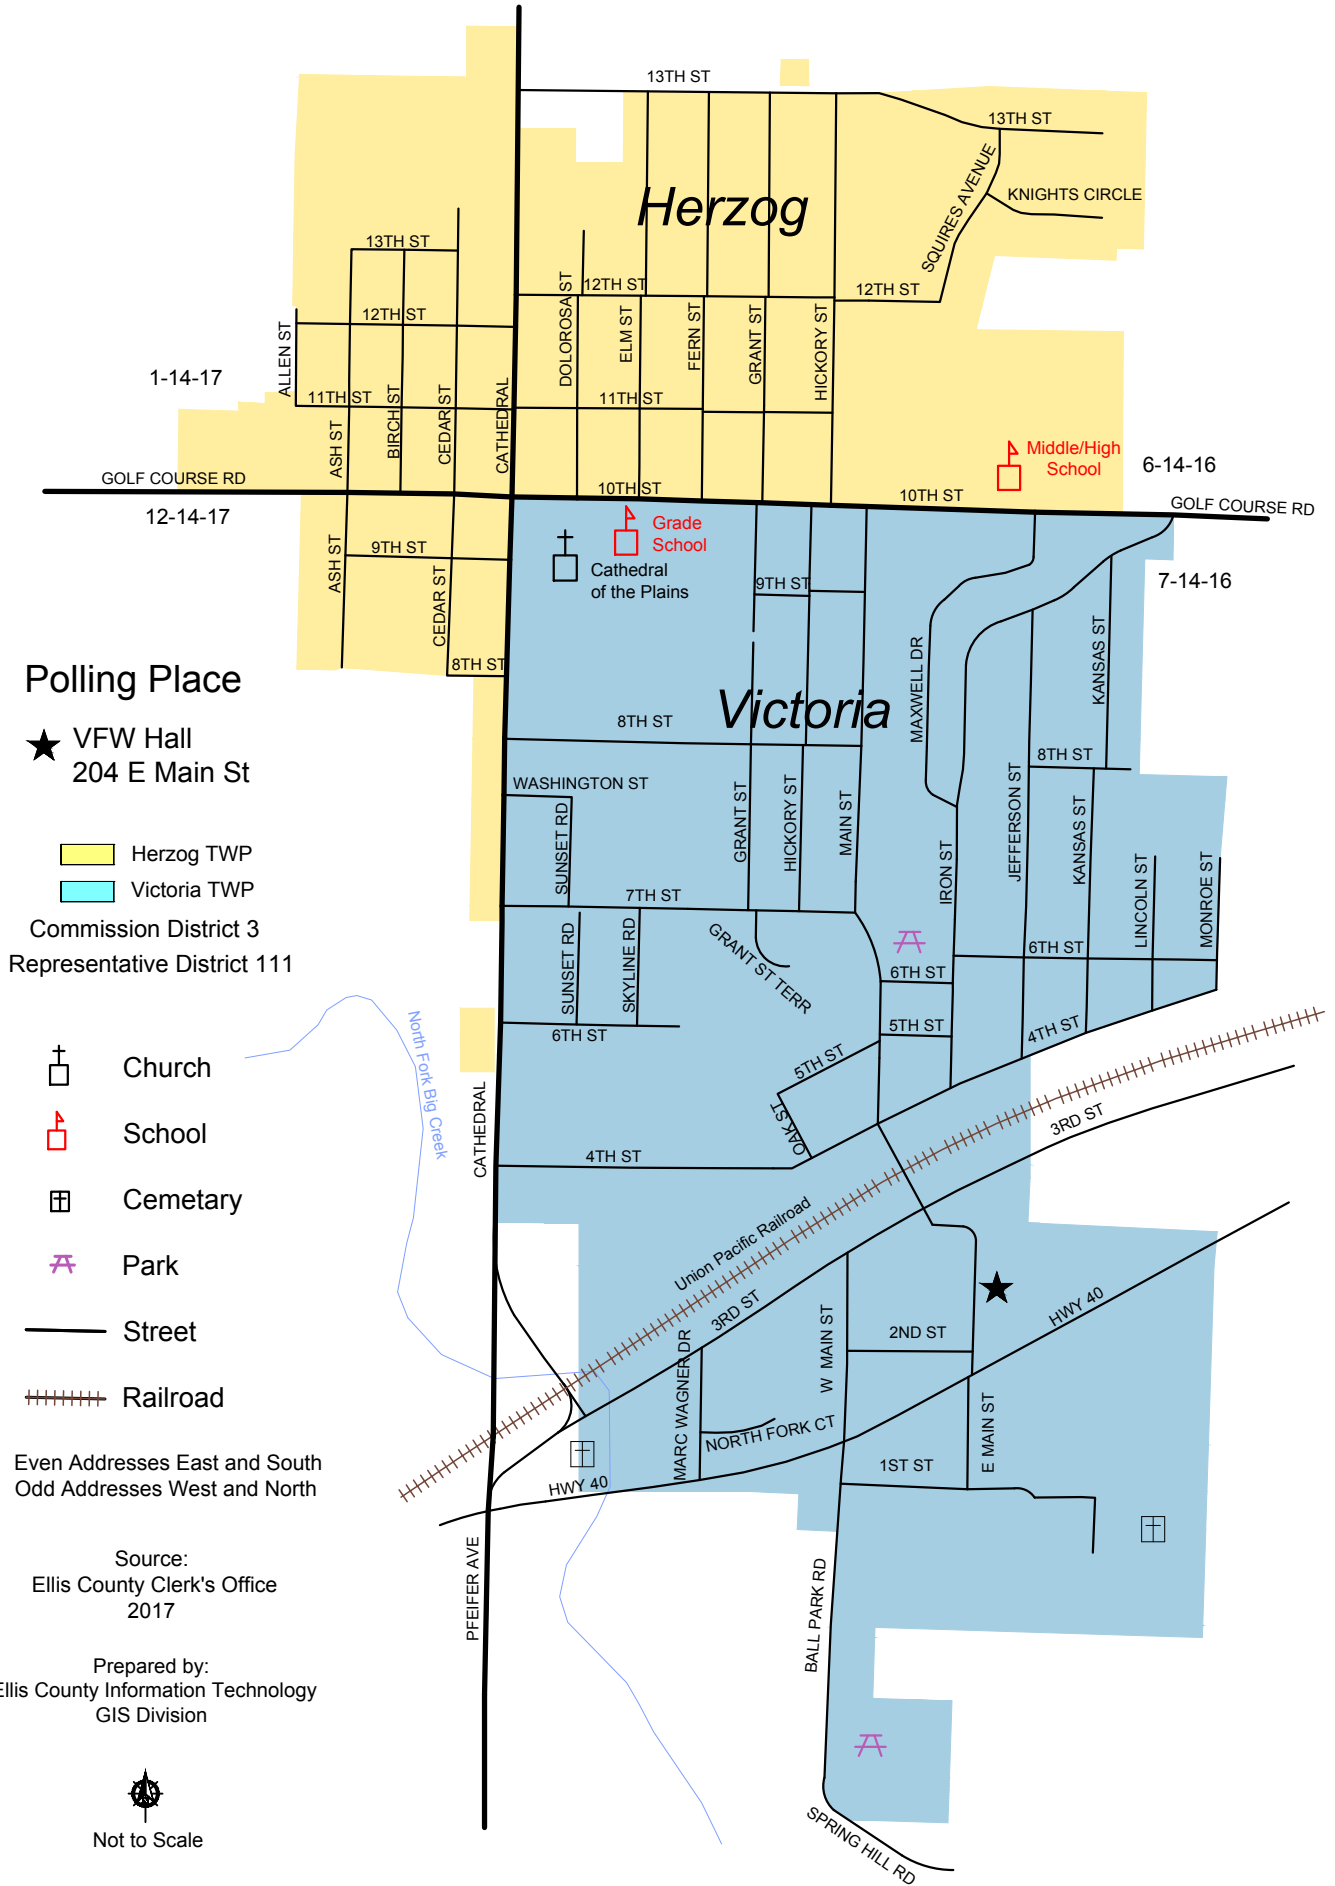 13TH ST
13TH ST
SQUIRES AVENUE
KNIGHTS CIRCLE
Herzog
13TH ST
12TH ST
12TH ST
12TH ST
ALLEN ST
DOLOROSA ST
ELM ST
FERN ST
GRANT ST
HICKORY ST
1-14-17
11TH ST
11TH ST
ASH ST
BIRCH ST
CEDAR ST
CATHEDRAL
Middle/High
School
6-14-16
GOLF COURSE RD
10TH ST
10TH ST
GOLF COURSE RD
12-14-17
Grade
School
ASH ST
9TH ST
CEDAR ST
Cathedral
of the Plains
9TH ST
7-14-16
8TH ST
MAXWELL DR
KANSAS ST
Victoria
8TH ST
8TH ST
Polling Place
VFW Hall
204 E Main St
WASHINGTON ST
SUNSET RD
GRANT ST
HICKORY ST
MAIN ST
IRON ST
JEFFERSON ST
KANSAS ST
LINCOLN ST
MONROE ST
Herzog TWP
Victoria TWP
Commission District 3
Representative District 111
7TH ST
SUNSET RD
SKYLINE RD
GRANT ST TERR
6TH ST
6TH ST
6TH ST
5TH ST
5TH ST
4TH ST
OAK ST
North Fork Big Creek
CATHEDRAL
4TH ST
3RD ST
Church
School
Cemetary
Park
Street
Railroad
Union Pacific Railroad
3RD ST
HWY 40
W MAIN ST
2ND ST
MARC WAGNER DR
NORTH FORK CT
E MAIN ST
1ST ST
HWY 40
Even Addresses East and South
Odd Addresses West and North
PFEIFER AVE
BALL PARK RD
Source:
Ellis County Clerk's Office
2017
Prepared by:
Ellis County Information Technology
GIS Division
Not to Scale
SPRING HILL RD